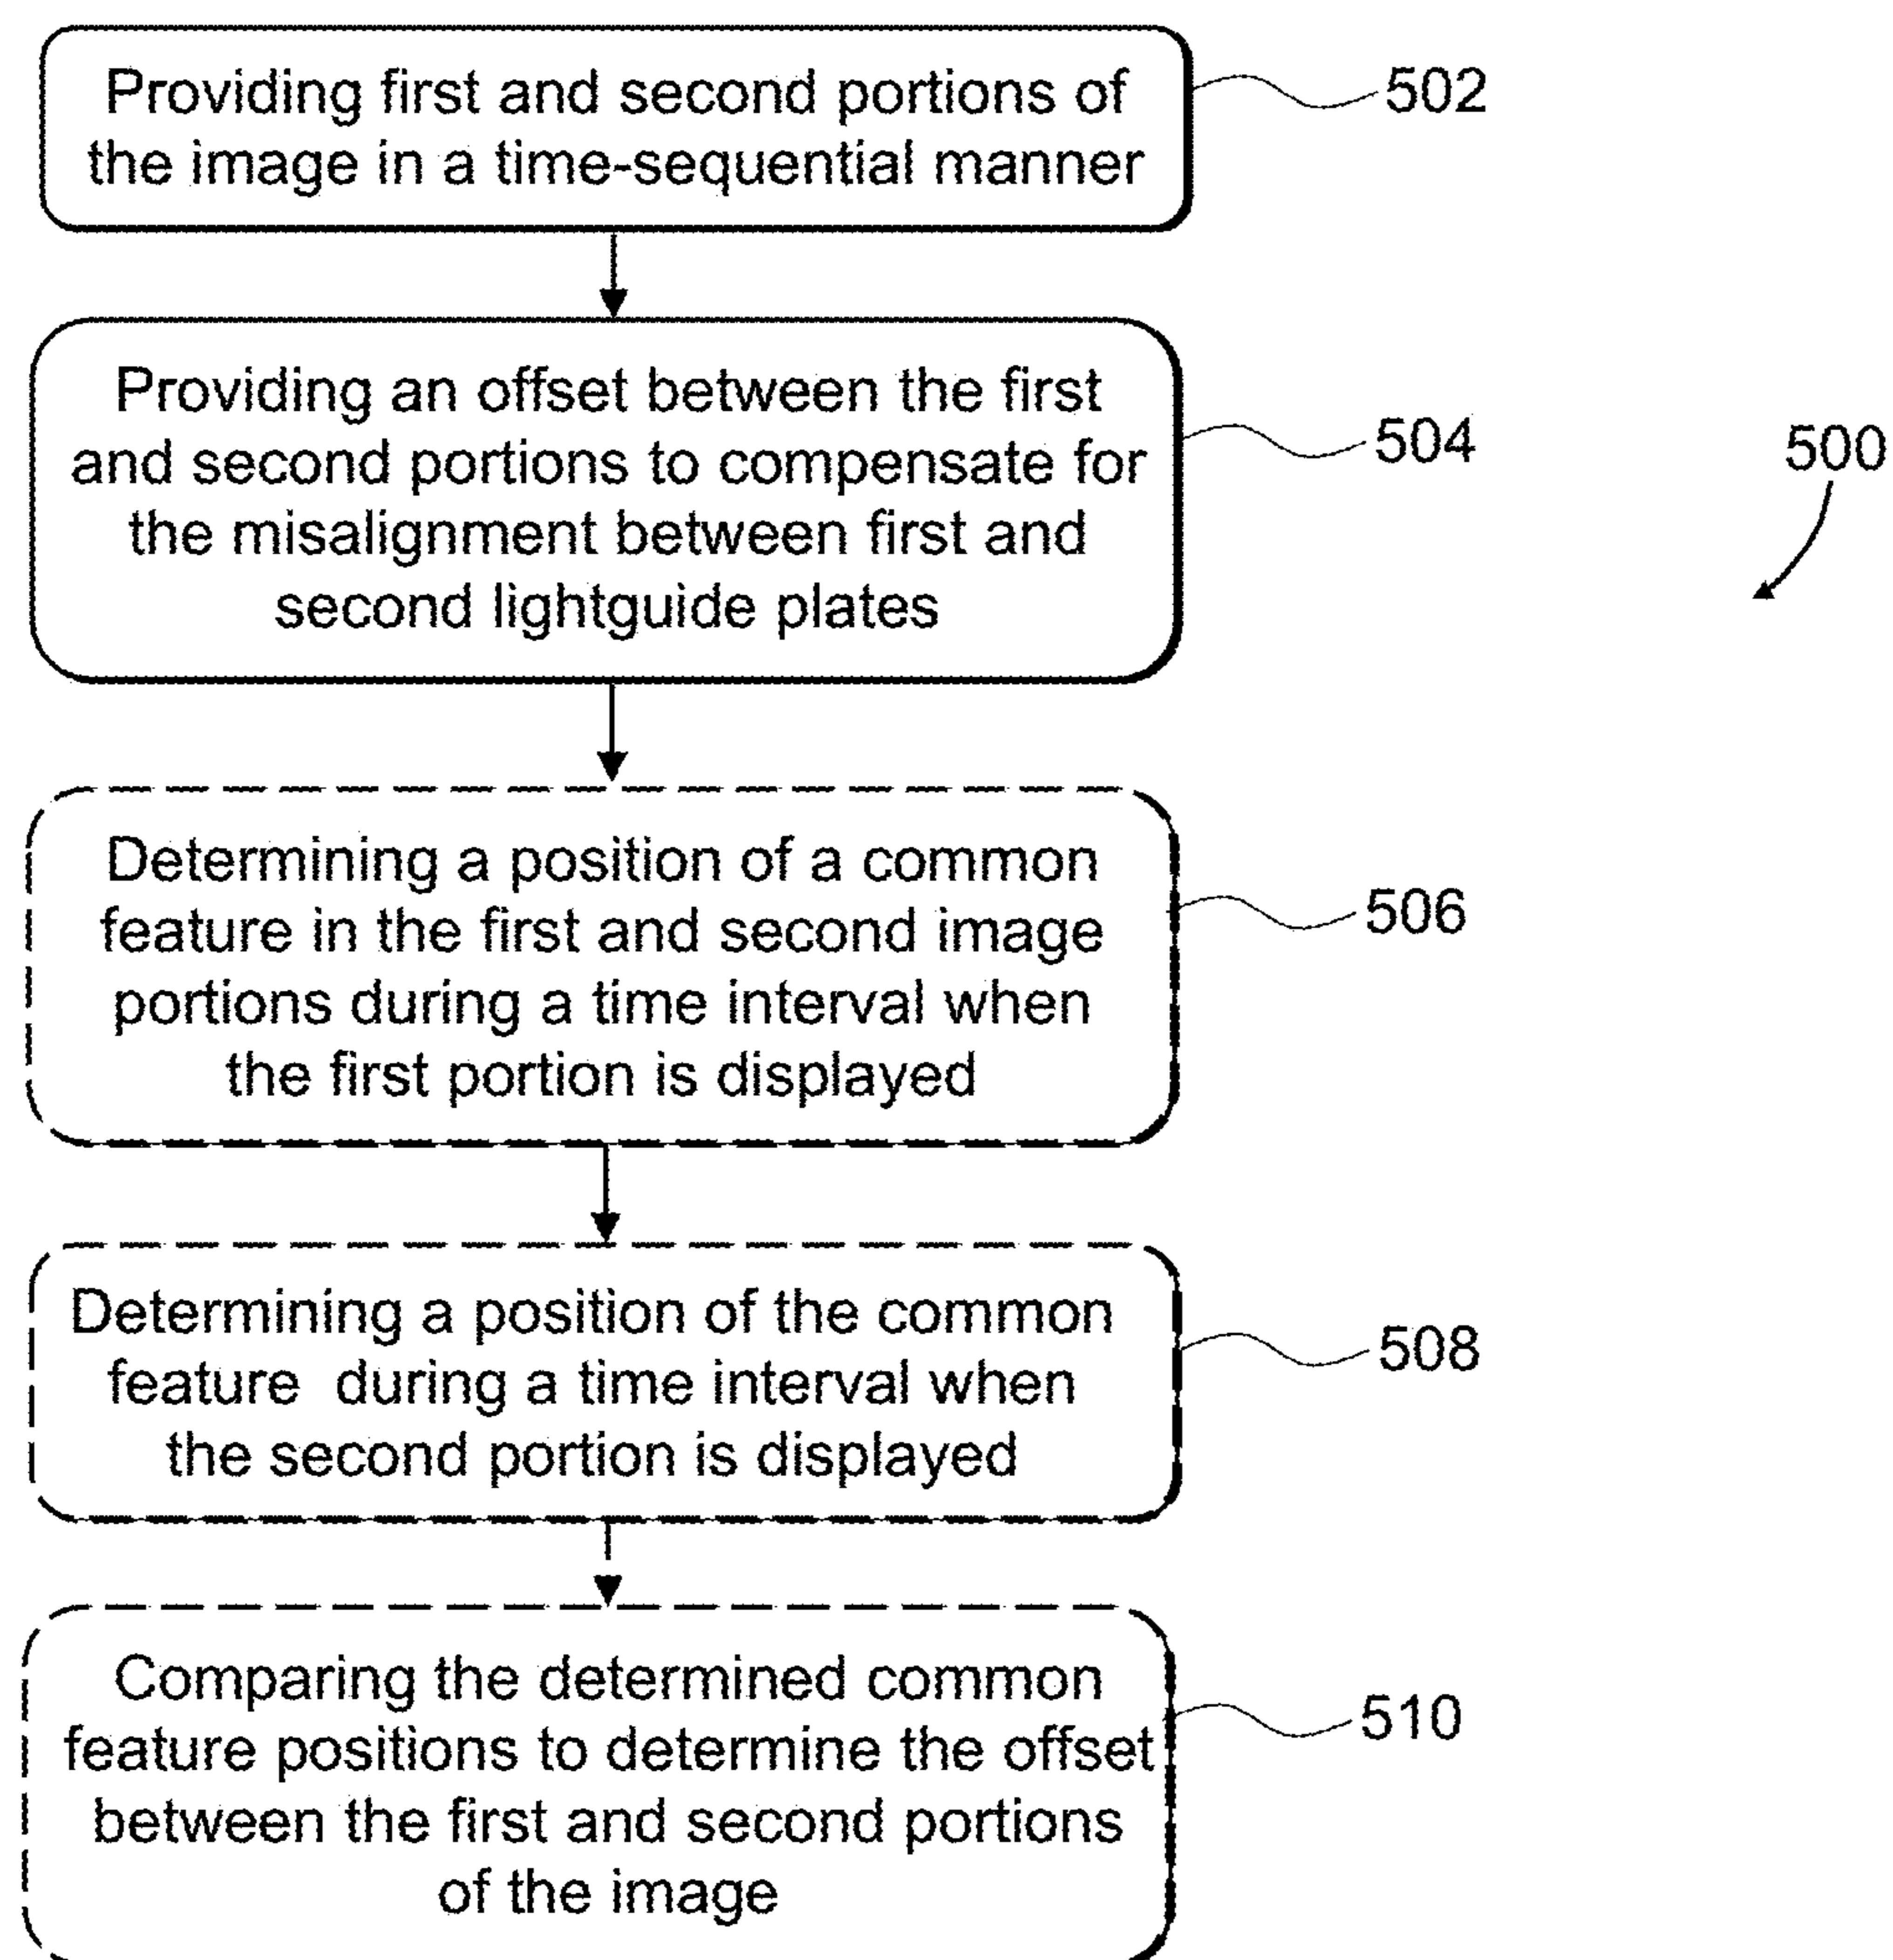 Providing first and second portions of
the image in a time-sequential manner
502
Providing an offset between the first
and second portions to compensate for
the misalignment between first and
second lightguide plates
504
500
Determining a position of a common
feature in the first and second image
portions during a time interval when
the first portion is displayed
506
Determining a position of the common
feature during a time interval when
the second portion is displayed
508
Comparing the determined common
feature positions to determine the offset
between the first and second portions
of the image
510